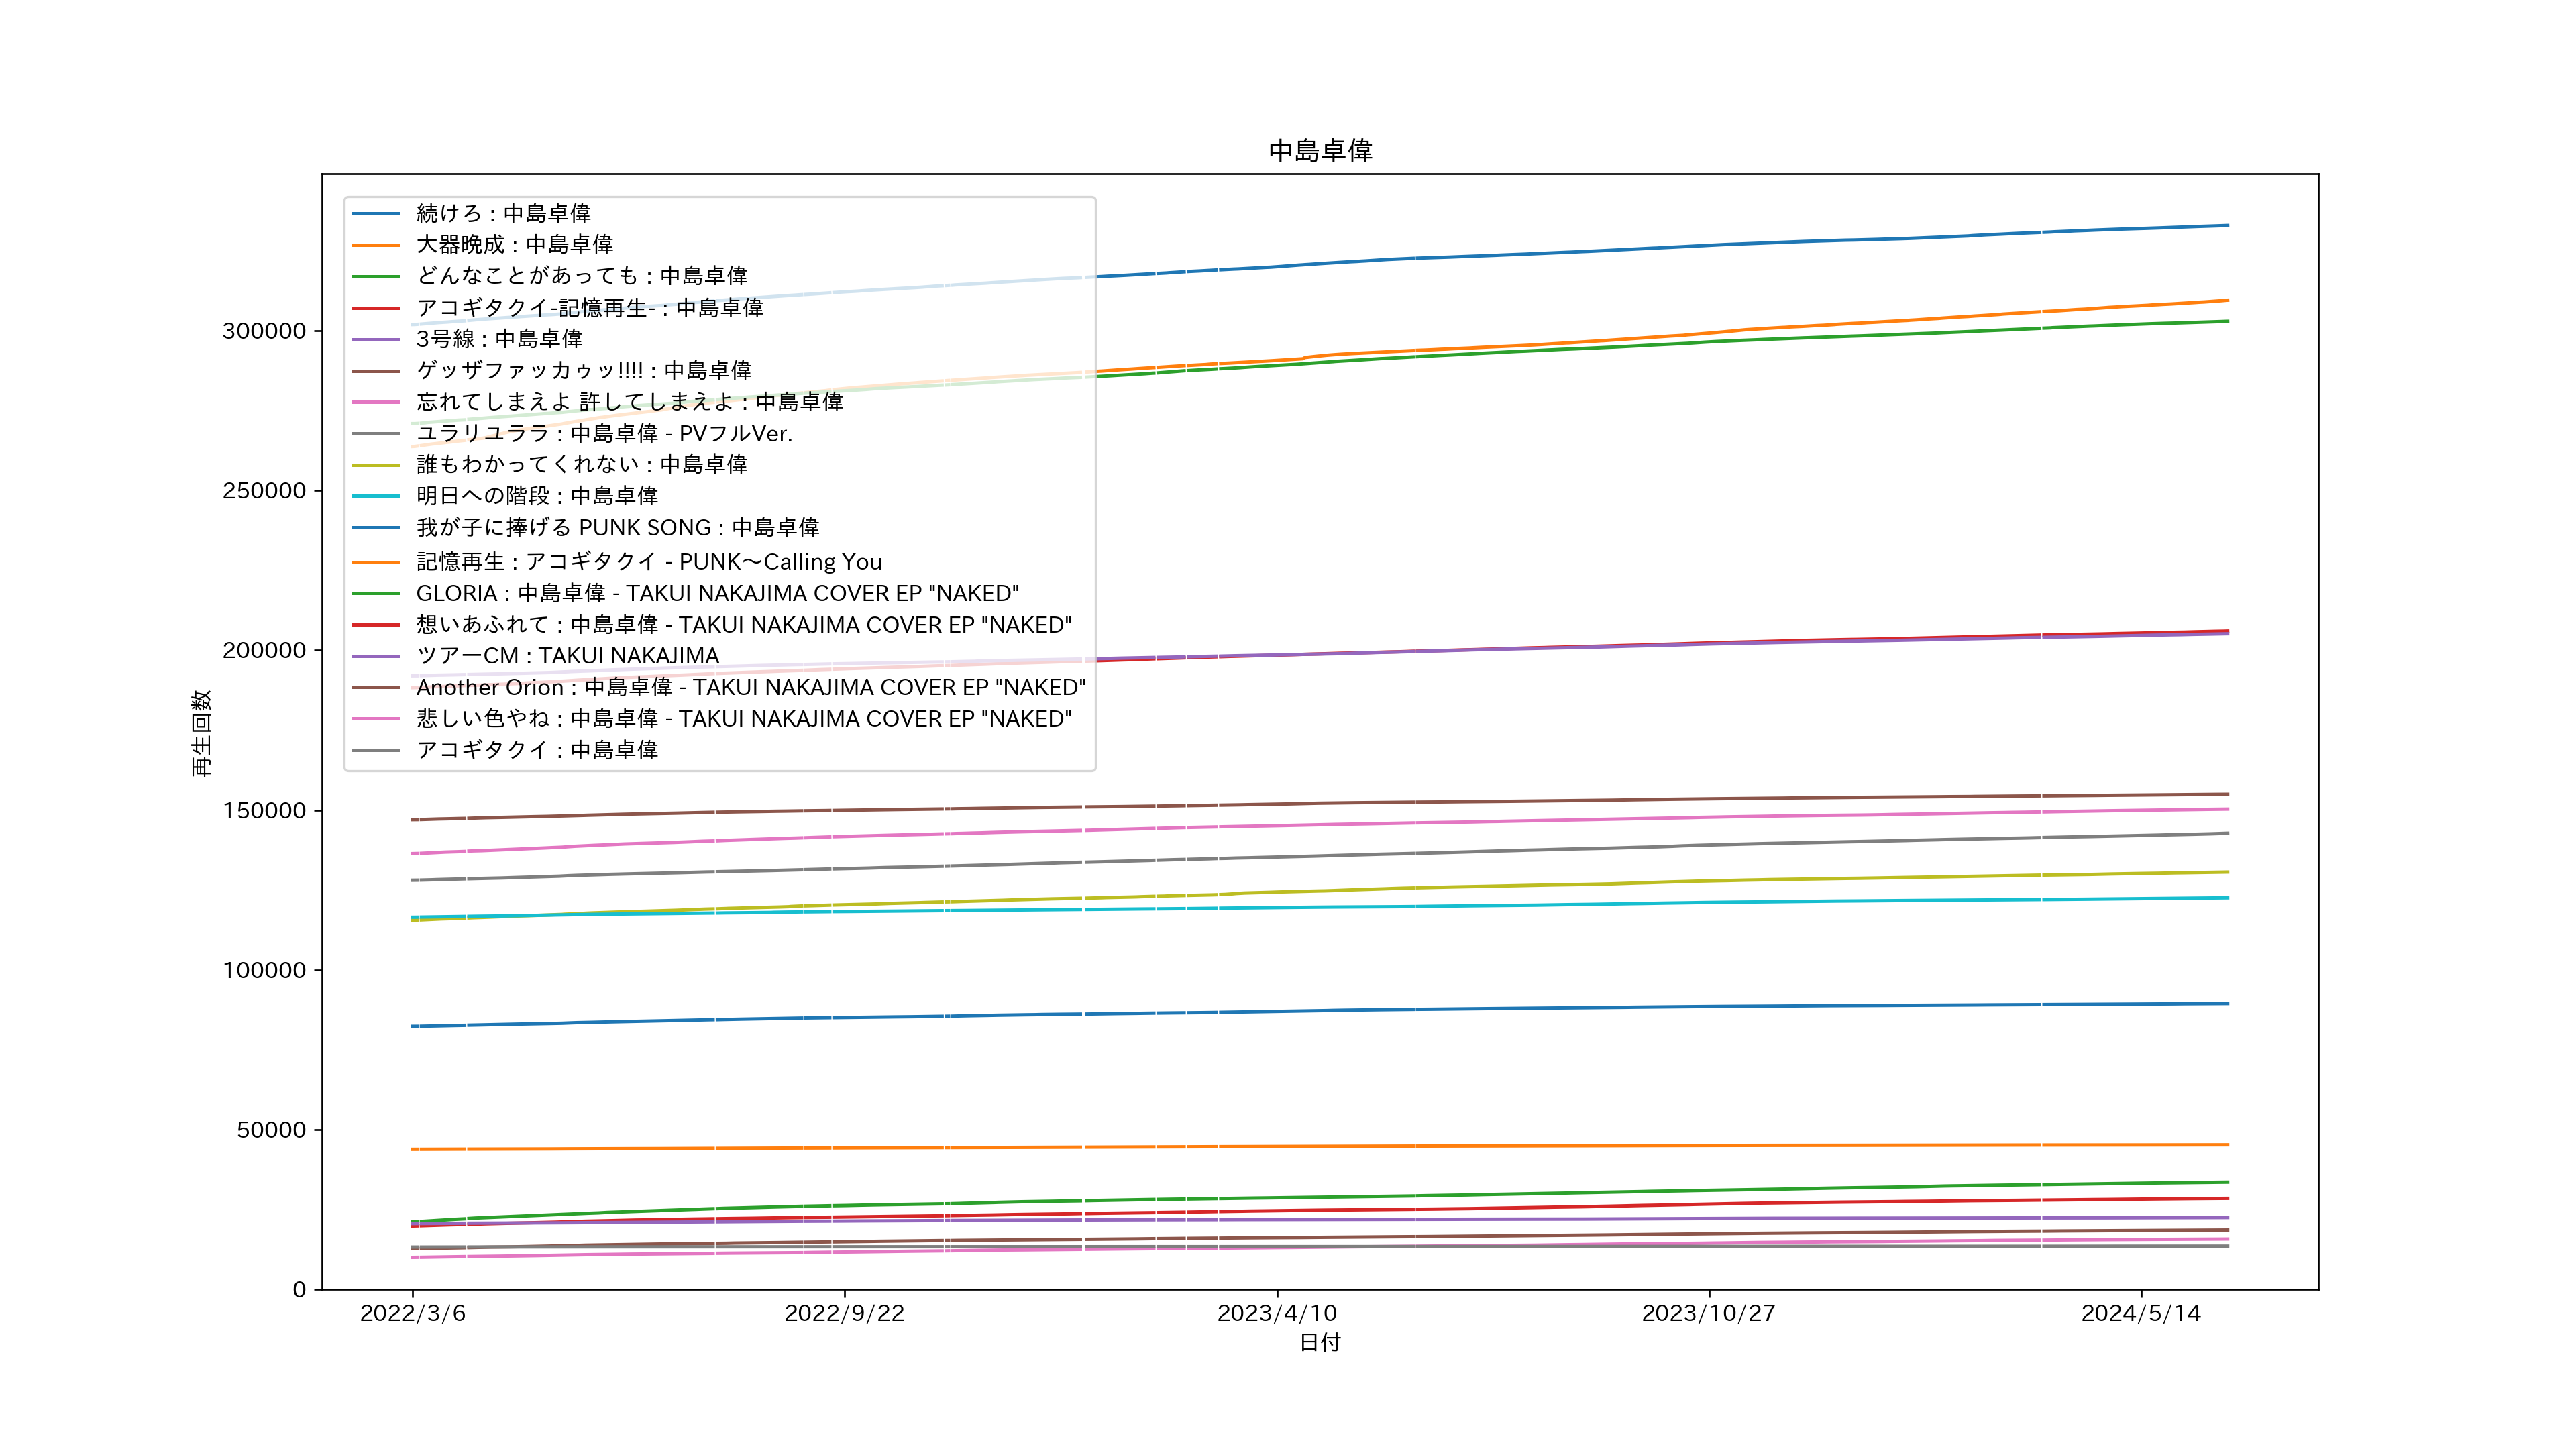 中島卓偉
続けろ : 中島卓偉
大器晩成 : 中島卓偉
どんなことがあっても : 中島卓偉
アコギタクイ-記憶再生- : 中島卓偉
3号線 : 中島卓偉
ゲッザファッカゥッ!!!! : 中島卓偉
忘れてしまえよ 許してしまえよ : 中島卓偉
ユラリユララ : 中島卓偉 - PVフルVer.
誰もわかってくれない : 中島卓偉
明日への階段 : 中島卓偉
我が子に捧げる PUNK SONG : 中島卓偉
記憶再生 : アコギタクイ - PUNK〜Calling You
GLORIA : 中島卓偉 - TAKUI NAKAJIMA COVER EP "NAKED"
想いあふれて : 中島卓偉 - TAKUI NAKAJIMA COVER EP "NAKED"
ツアーCM : TAKUI NAKAJIMA
Another Orion : 中島卓偉 - TAKUI NAKAJIMA COVER EP "NAKED"
悲しい色やね : 中島卓偉 - TAKUI NAKAJIMA COVER EP "NAKED"
アコギタクイ : 中島卓偉
300000
250000
200000
150000
100000
50000
0
再生回数
2022/3/6
2022/9/22
2023/4/10
2023/10/27
2024/5/14
日付